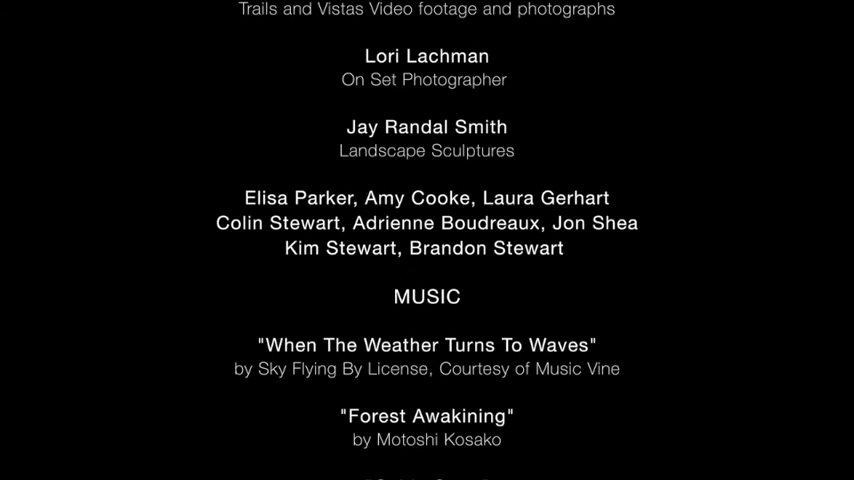 Trails and Vistas Video footage and photographs
Lori Lachman
On Set Photographer
Jay Randal Smith
Landscape Sculptures
Elisa Parker, Amy Cooke, Laura Gerhart
Colin Stewart, Adrienne Boudreaux, Jon Shea
Kim Stewart, Brandon Stewart
MUSIC
"When The Weather Turns To Waves"
by Sky Flying By License, Courtesy of Music Vine
"Forest Awakining"
by Motoshi Kosako